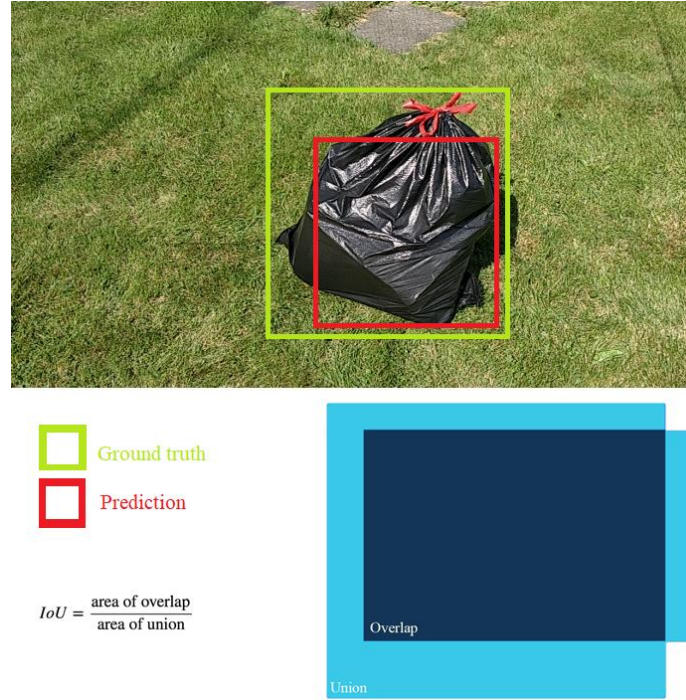 Ground truth
Prediction
IoU = area of overlap / area of union
Overlap
Union